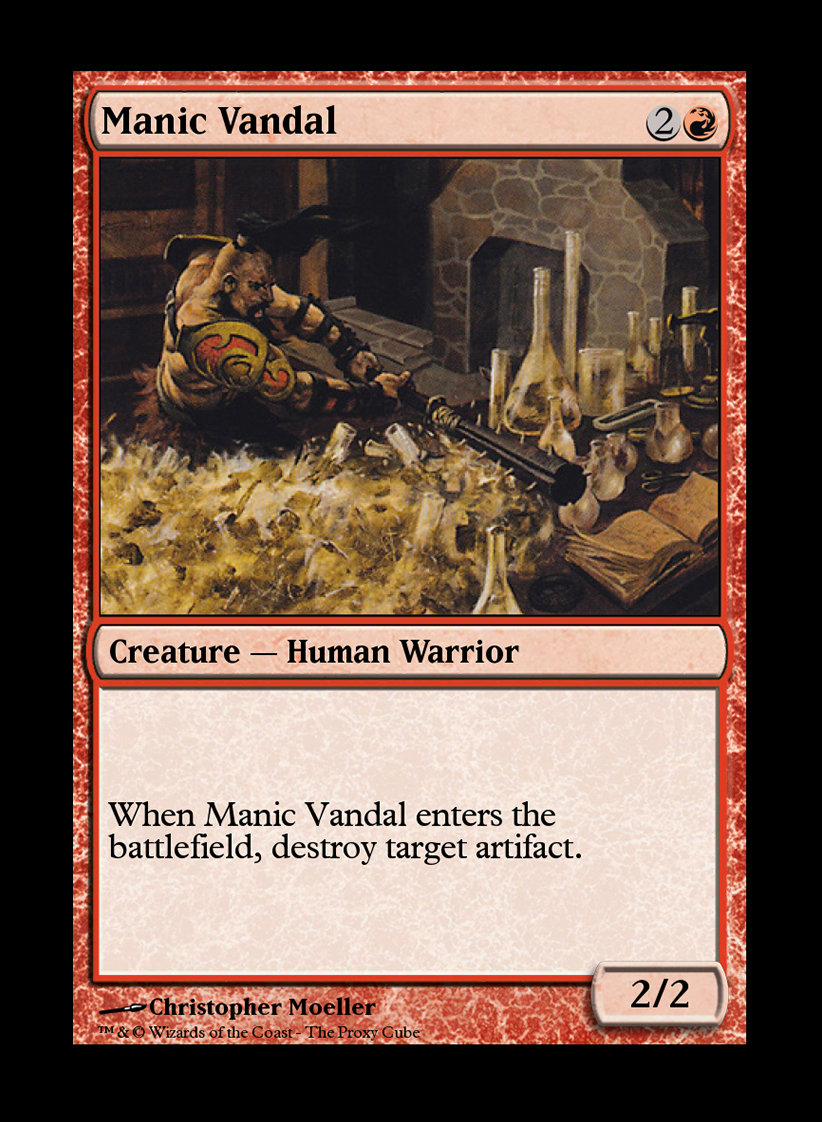 Manic Vandal 2
Creature — Human Warrior
When Manic Vandal enters the
battlefield, destroy target artifact.
2/2
Christopher Moeller
™ & © Wizards of the Coast - The Proxy Cube